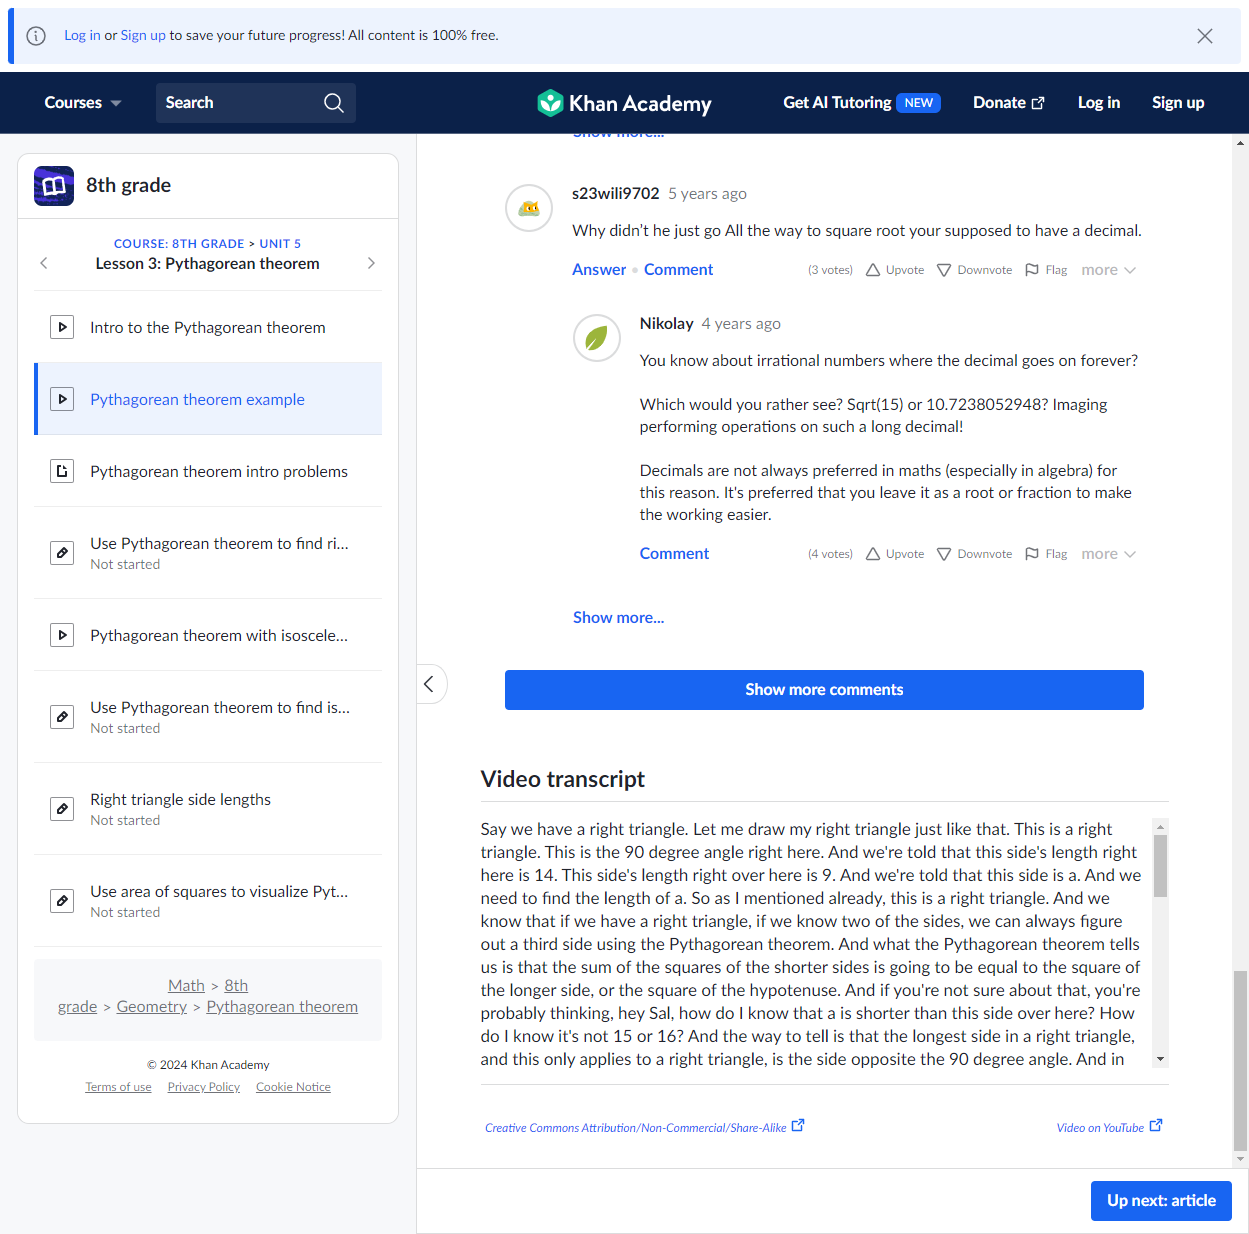 Log in or Sign up to save your future progress! All content is 100% free.
Courses
Search
Khan Academy
Get AI Tutoring NEW
Donate
Log in
Sign up
8th grade
COURSE: 8TH GRADE > UNIT 5
Lesson 3: Pythagorean theorem
Intro to the Pythagorean theorem
Pythagorean theorem example
Pythagorean theorem intro problems
Use Pythagorean theorem to find ri...
Not started
Pythagorean theorem with isoscele...
Use Pythagorean theorem to find is...
Not started
Right triangle side lengths
Not started
Use area of squares to visualize Pyt...
Not started
Math > 8th
grade > Geometry > Pythagorean theorem
© 2024 Khan Academy
Terms of use Privacy Policy Cookie Notice
Show more...
s23wili9702 5 years ago
Why didn't he just go All the way to square root your supposed to have a decimal.
Answer • Comment (3 votes) Upvote Downvote Flag more
Nikolay 4 years ago
You know about irrational numbers where the decimal goes on forever?
Which would you rather see? Sqrt(15) or 10.7238052948? Imaging
performing operations on such a long decimal!
Decimals are not always preferred in maths (especially in algebra) for
this reason. It's preferred that you leave it as a root or fraction to make
the working easier.
Comment (4 votes) Upvote Downvote Flag more
Show more...
Show more comments
Video transcript
Say we have a right triangle. Let me draw my right triangle just like that. This is a right
triangle. This is the 90 degree angle right here. And we're told that this side's length right
here is 14. This side's length right over here is 9. And we're told that this side is a. And we
need to find the length of a. So as I mentioned already, this is a right triangle. And we
know that if we have a right triangle, if we know two of the sides, we can always figure
out a third side using the Pythagorean theorem. And what the Pythagorean theorem tells
us is that the sum of the squares of the shorter sides is going to be equal to the square of
the longer side, or the square of the hypotenuse. And if you're not sure about that, you're
probably thinking, hey Sal, how do I know that a is shorter than this side over here? How
do I know it's not 15 or 16? And the way to tell is that the longest side in a right triangle,
and this only applies to a right triangle, is the side opposite the 90 degree angle. And in
Creative Commons Attribution/Non-Commercial/Share-Alike
Video on YouTube
Up next: article